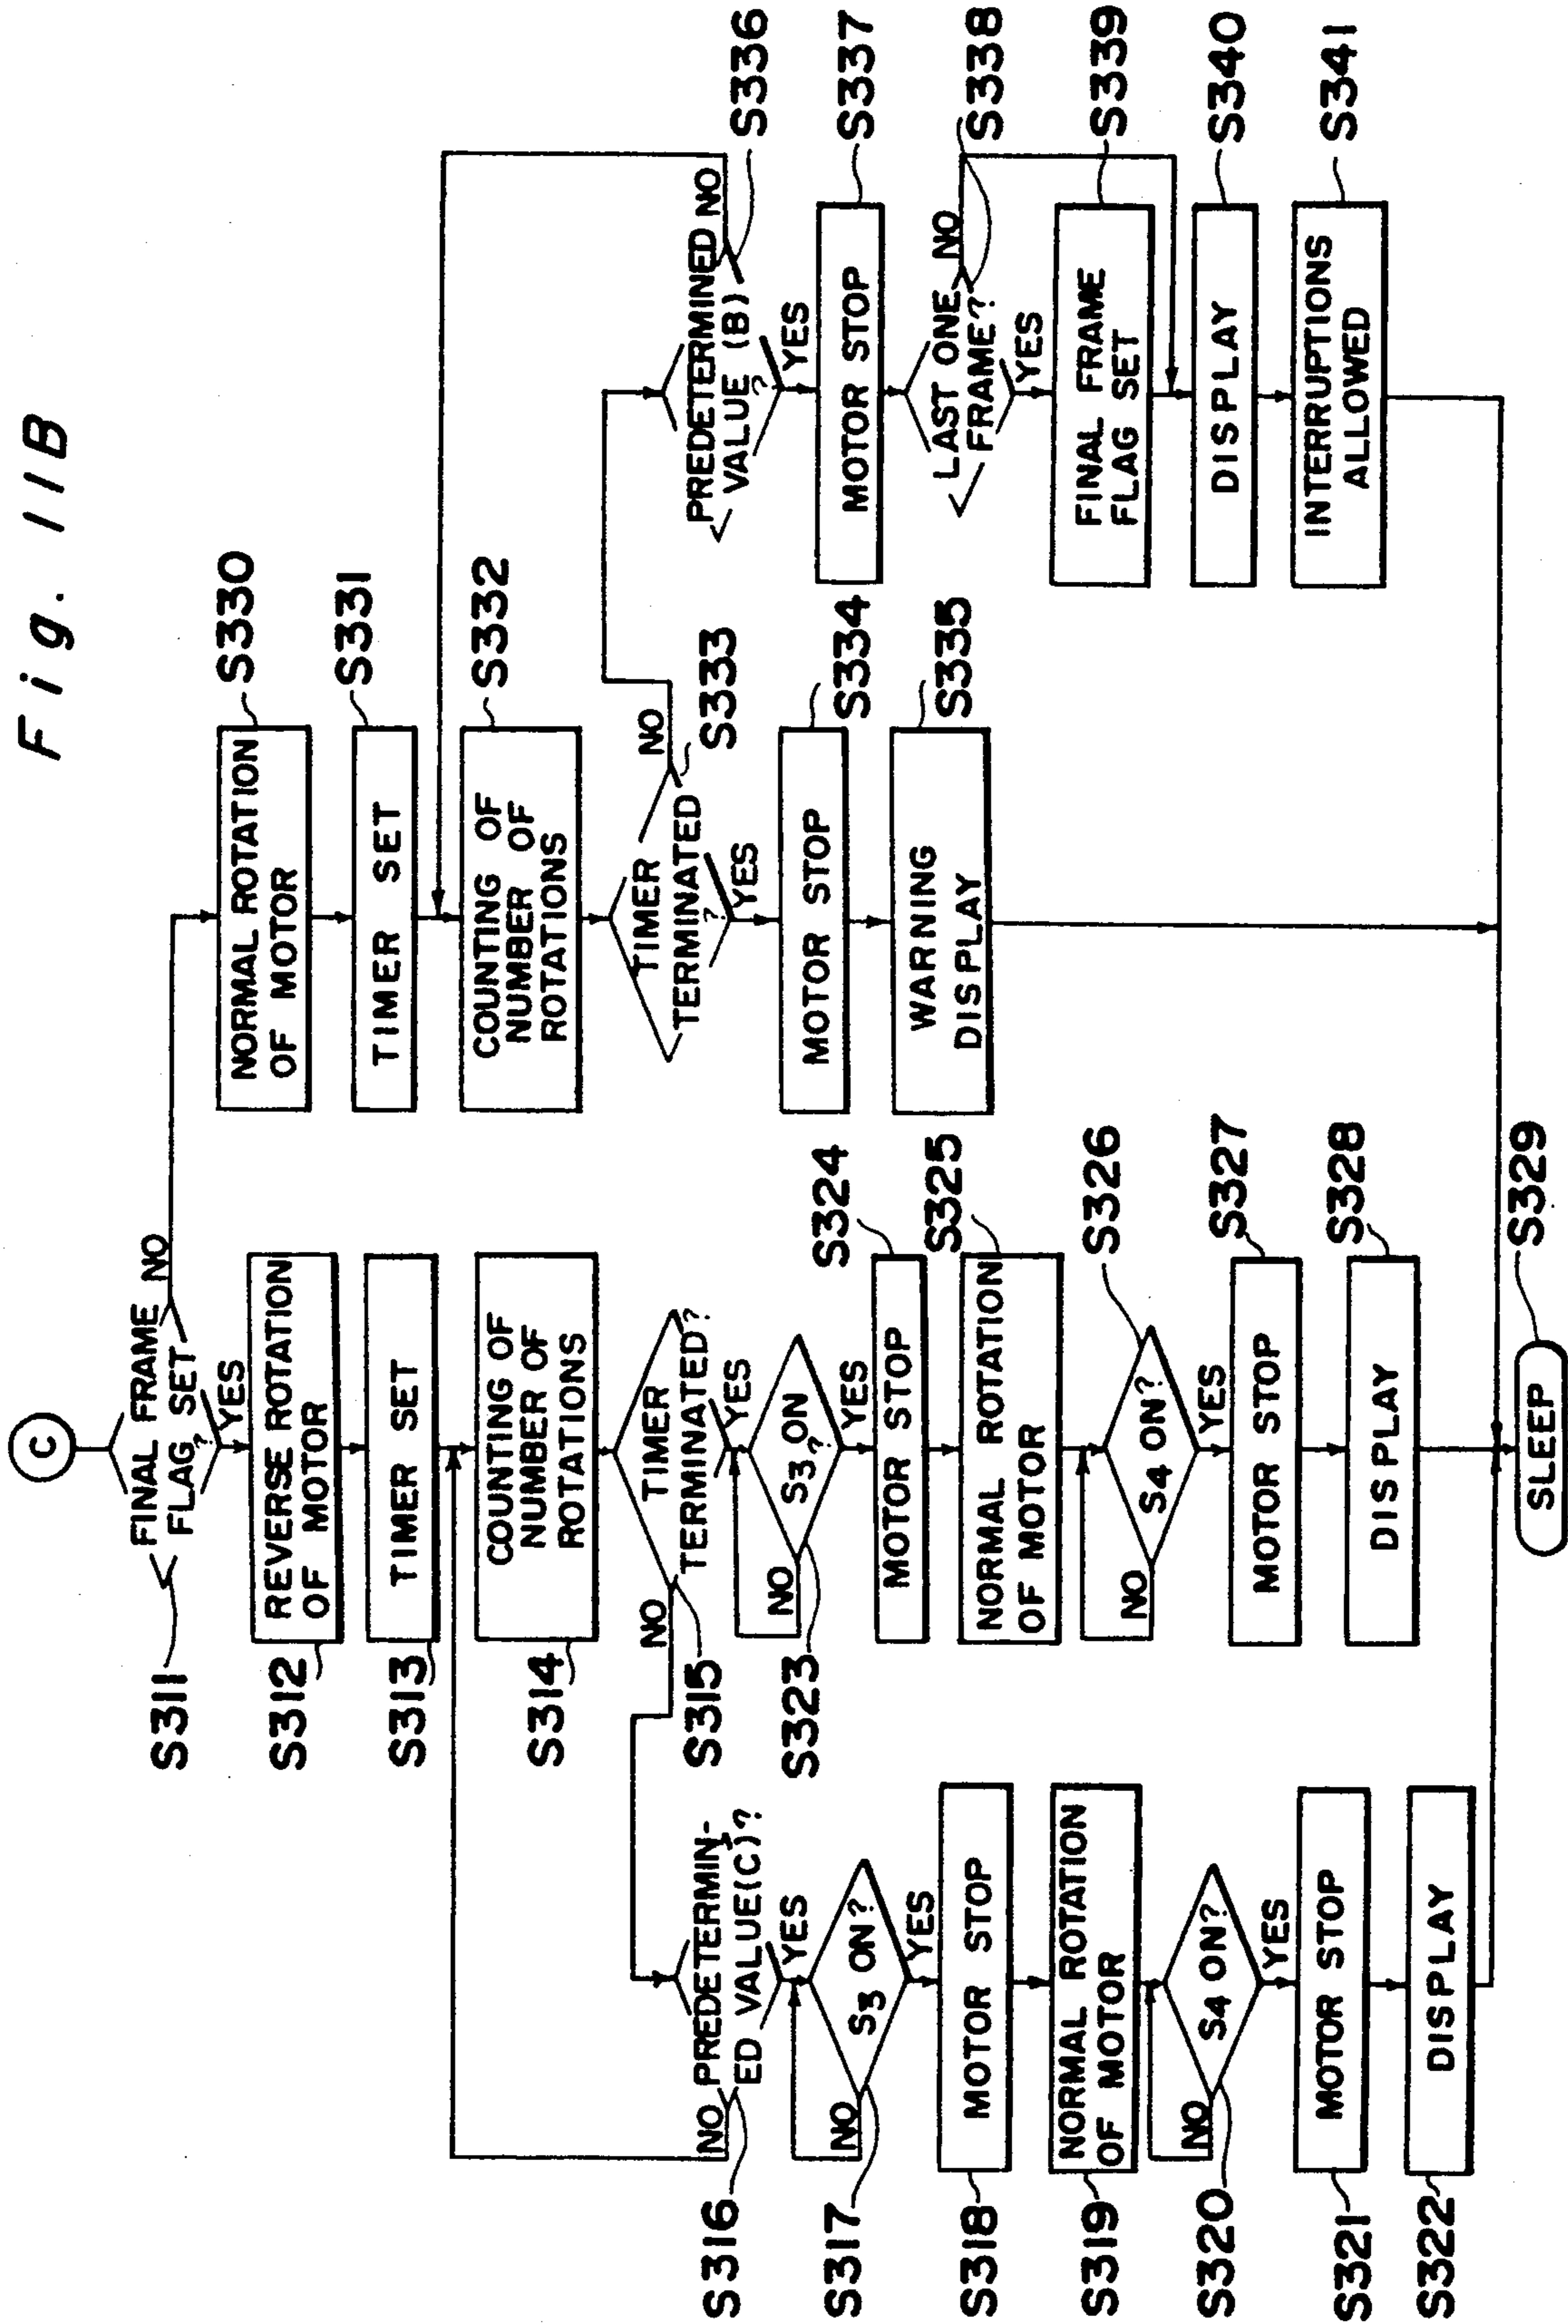 Fig. 11B
C
FINAL FRAME
FLAG SET
?
NO
YES
S311
REVERSE ROTATION
OF MOTOR
S312
TIMER SET
S313
COUNTING OF
NUMBER OF
ROTATIONS
S314
TIMER
TERMINATED?
NO
YES
S315
PREDETERMIN-
ED VALUE(C)?
NO
YES
S316
S3 ON?
NO
YES
S317
MOTOR STOP
S318
NORMAL ROTATION
OF MOTOR
S319
S4 ON?
NO
YES
S320
MOTOR STOP
S321
DISPLAY
S322
S3 ON
?
NO
YES
S323
MOTOR STOP
S324
NORMAL ROTATION
OF MOTOR
S325
S4 ON?
NO
YES
S326
MOTOR STOP
S327
DISPLAY
S328
SLEEP
S329
NORMAL ROTATION
OF MOTOR
S330
TIMER SET
S331
COUNTING OF
NUMBER OF
ROTATIONS
S332
TIMER
TERMINATED
?
NO
YES
S333
MOTOR STOP
S334
WARNING
DISPLAY
S335
PREDETERMINED
VALUE (B)
?
NO
YES
S336
MOTOR STOP
S337
LAST ONE
FRAME?
NO
YES
S338
FINAL FRAME
FLAG SET
S339
DISPLAY
S340
INTERRUPTIONS
ALLOWED
S341